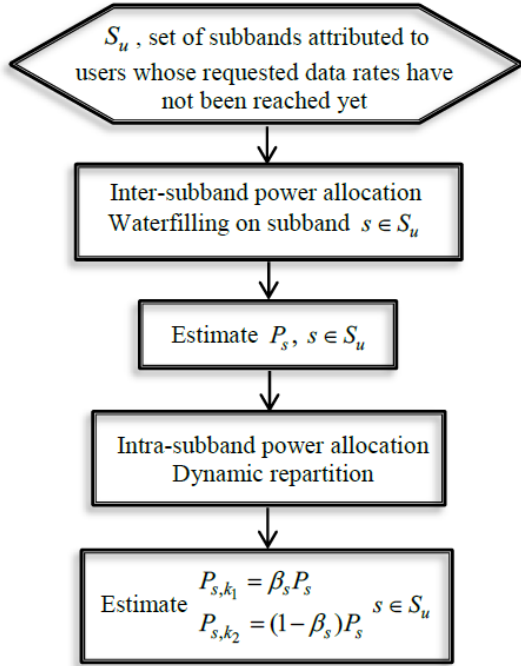 S_u , set of subbands attributed to
users whose requested data rates have
not been reached yet
Inter-subband power allocation
Waterfilling on subband s ∈ S_u
Estimate P_s, s ∈ S_u
Intra-subband power allocation
Dynamic repartition
P_{s,k_1} = β_s P_s
Estimate s ∈ S_u
P_{s,k_2} = (1 − β_s)P_s